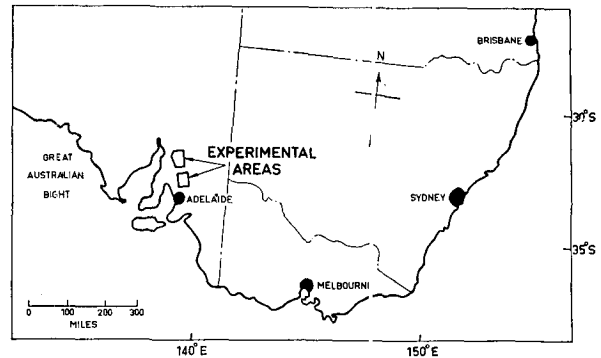 BRISBANE
N
30°S
GREAT
AUSTRALIAN
BIGHT
EXPERIMENTAL
AREAS
ADELAIDE
SYDNEY
35°S
MELBOURNI
0 100 200 300
MILES
140°E
150°E